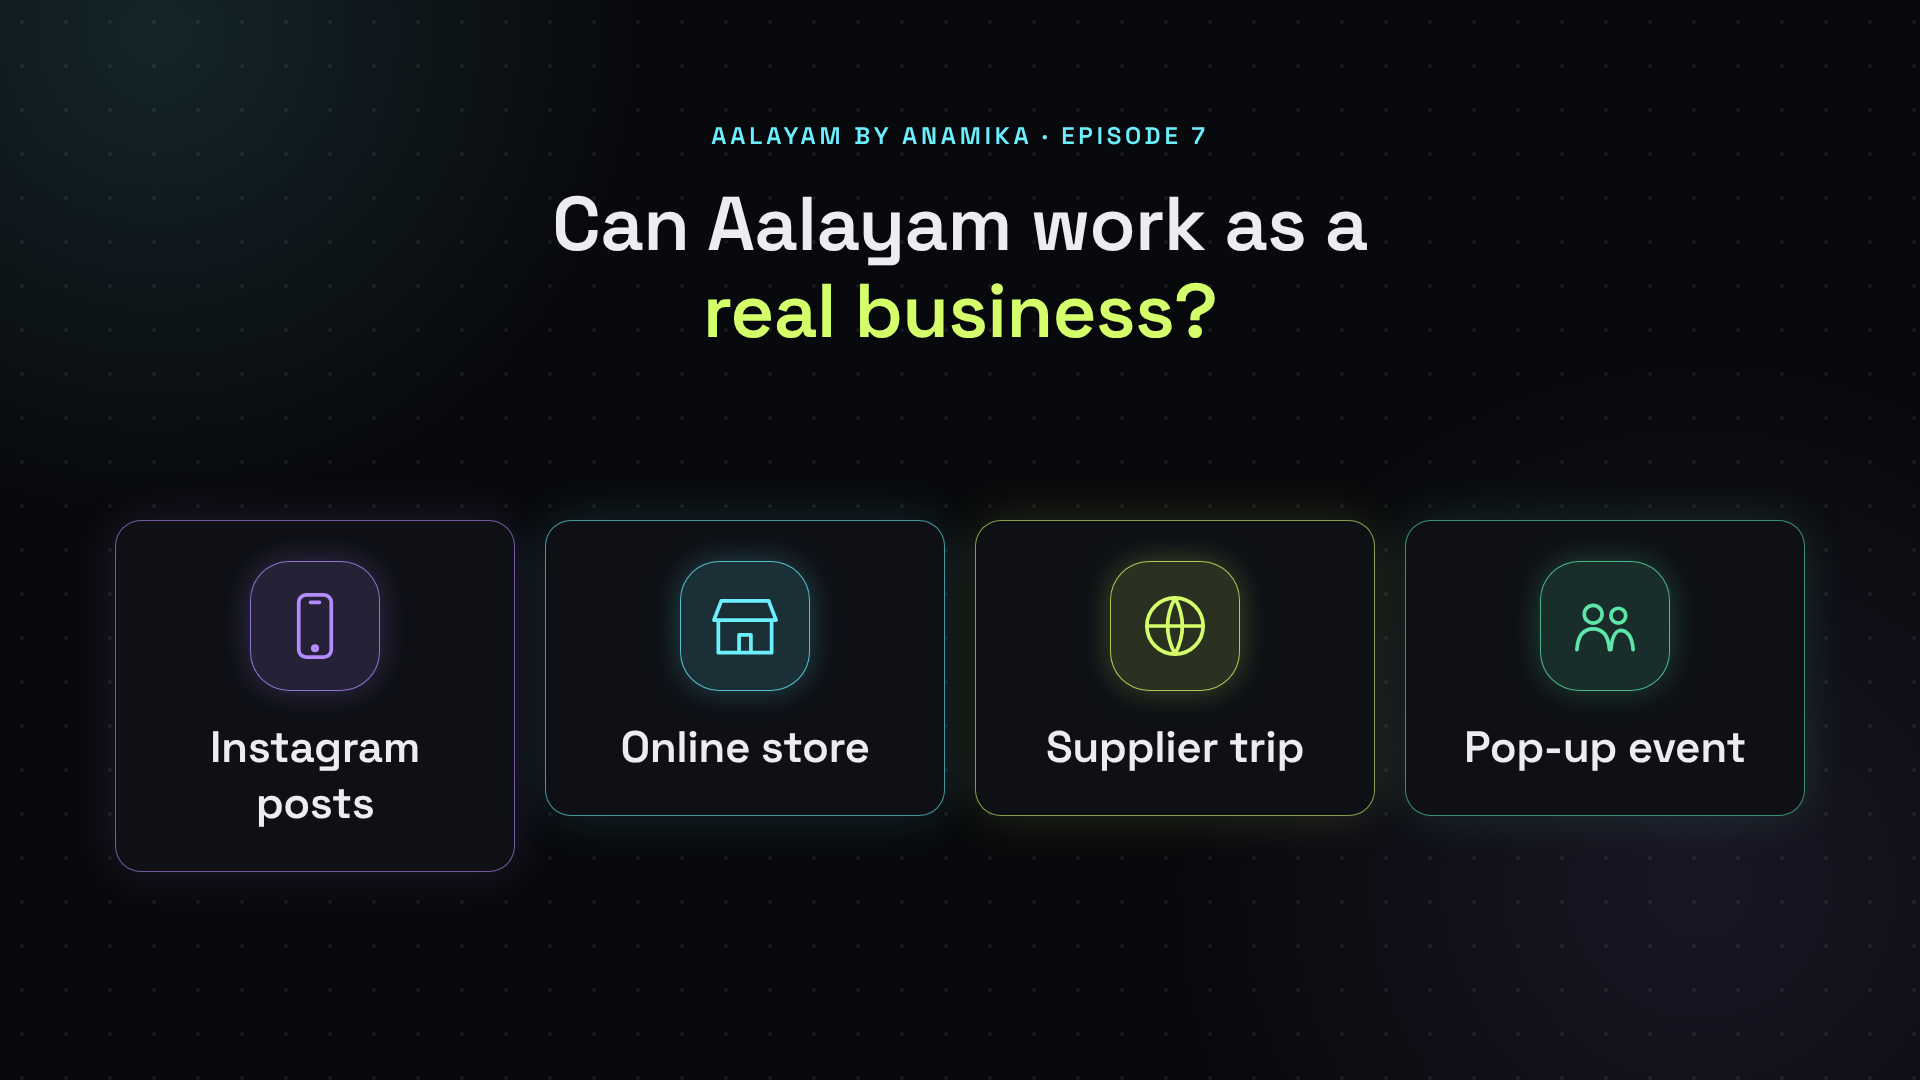 AALAYAM BY ANAMIKA · EPISODE 7
Can Aalayam work as a
real business?
Instagram
posts
Online store
Supplier trip
Pop-up event